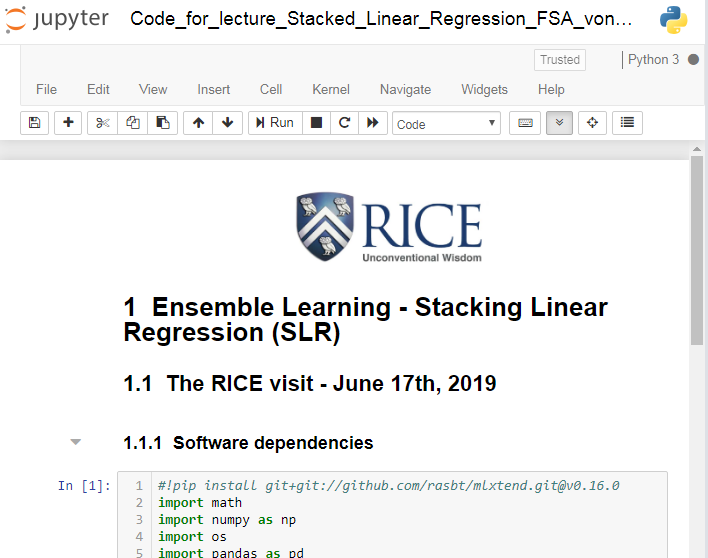 jupyter Code_for_lecture_Stacked_Linear_Regression_FSA_von...
Trusted Python 3
File Edit View Insert Cell Kernel Navigate Widgets Help
Run Code
RICE
Unconventional Wisdom
1 Ensemble Learning - Stacking Linear
Regression (SLR)
1.1 The RICE visit - June 17th, 2019
1.1.1 Software dependencies
In [1]: 1 #!pip install git+git://github.com/rasbt/mlxtend.git@v0.16.0
2 import math
3 import numpy as np
4 import os
5 import pandas as pd